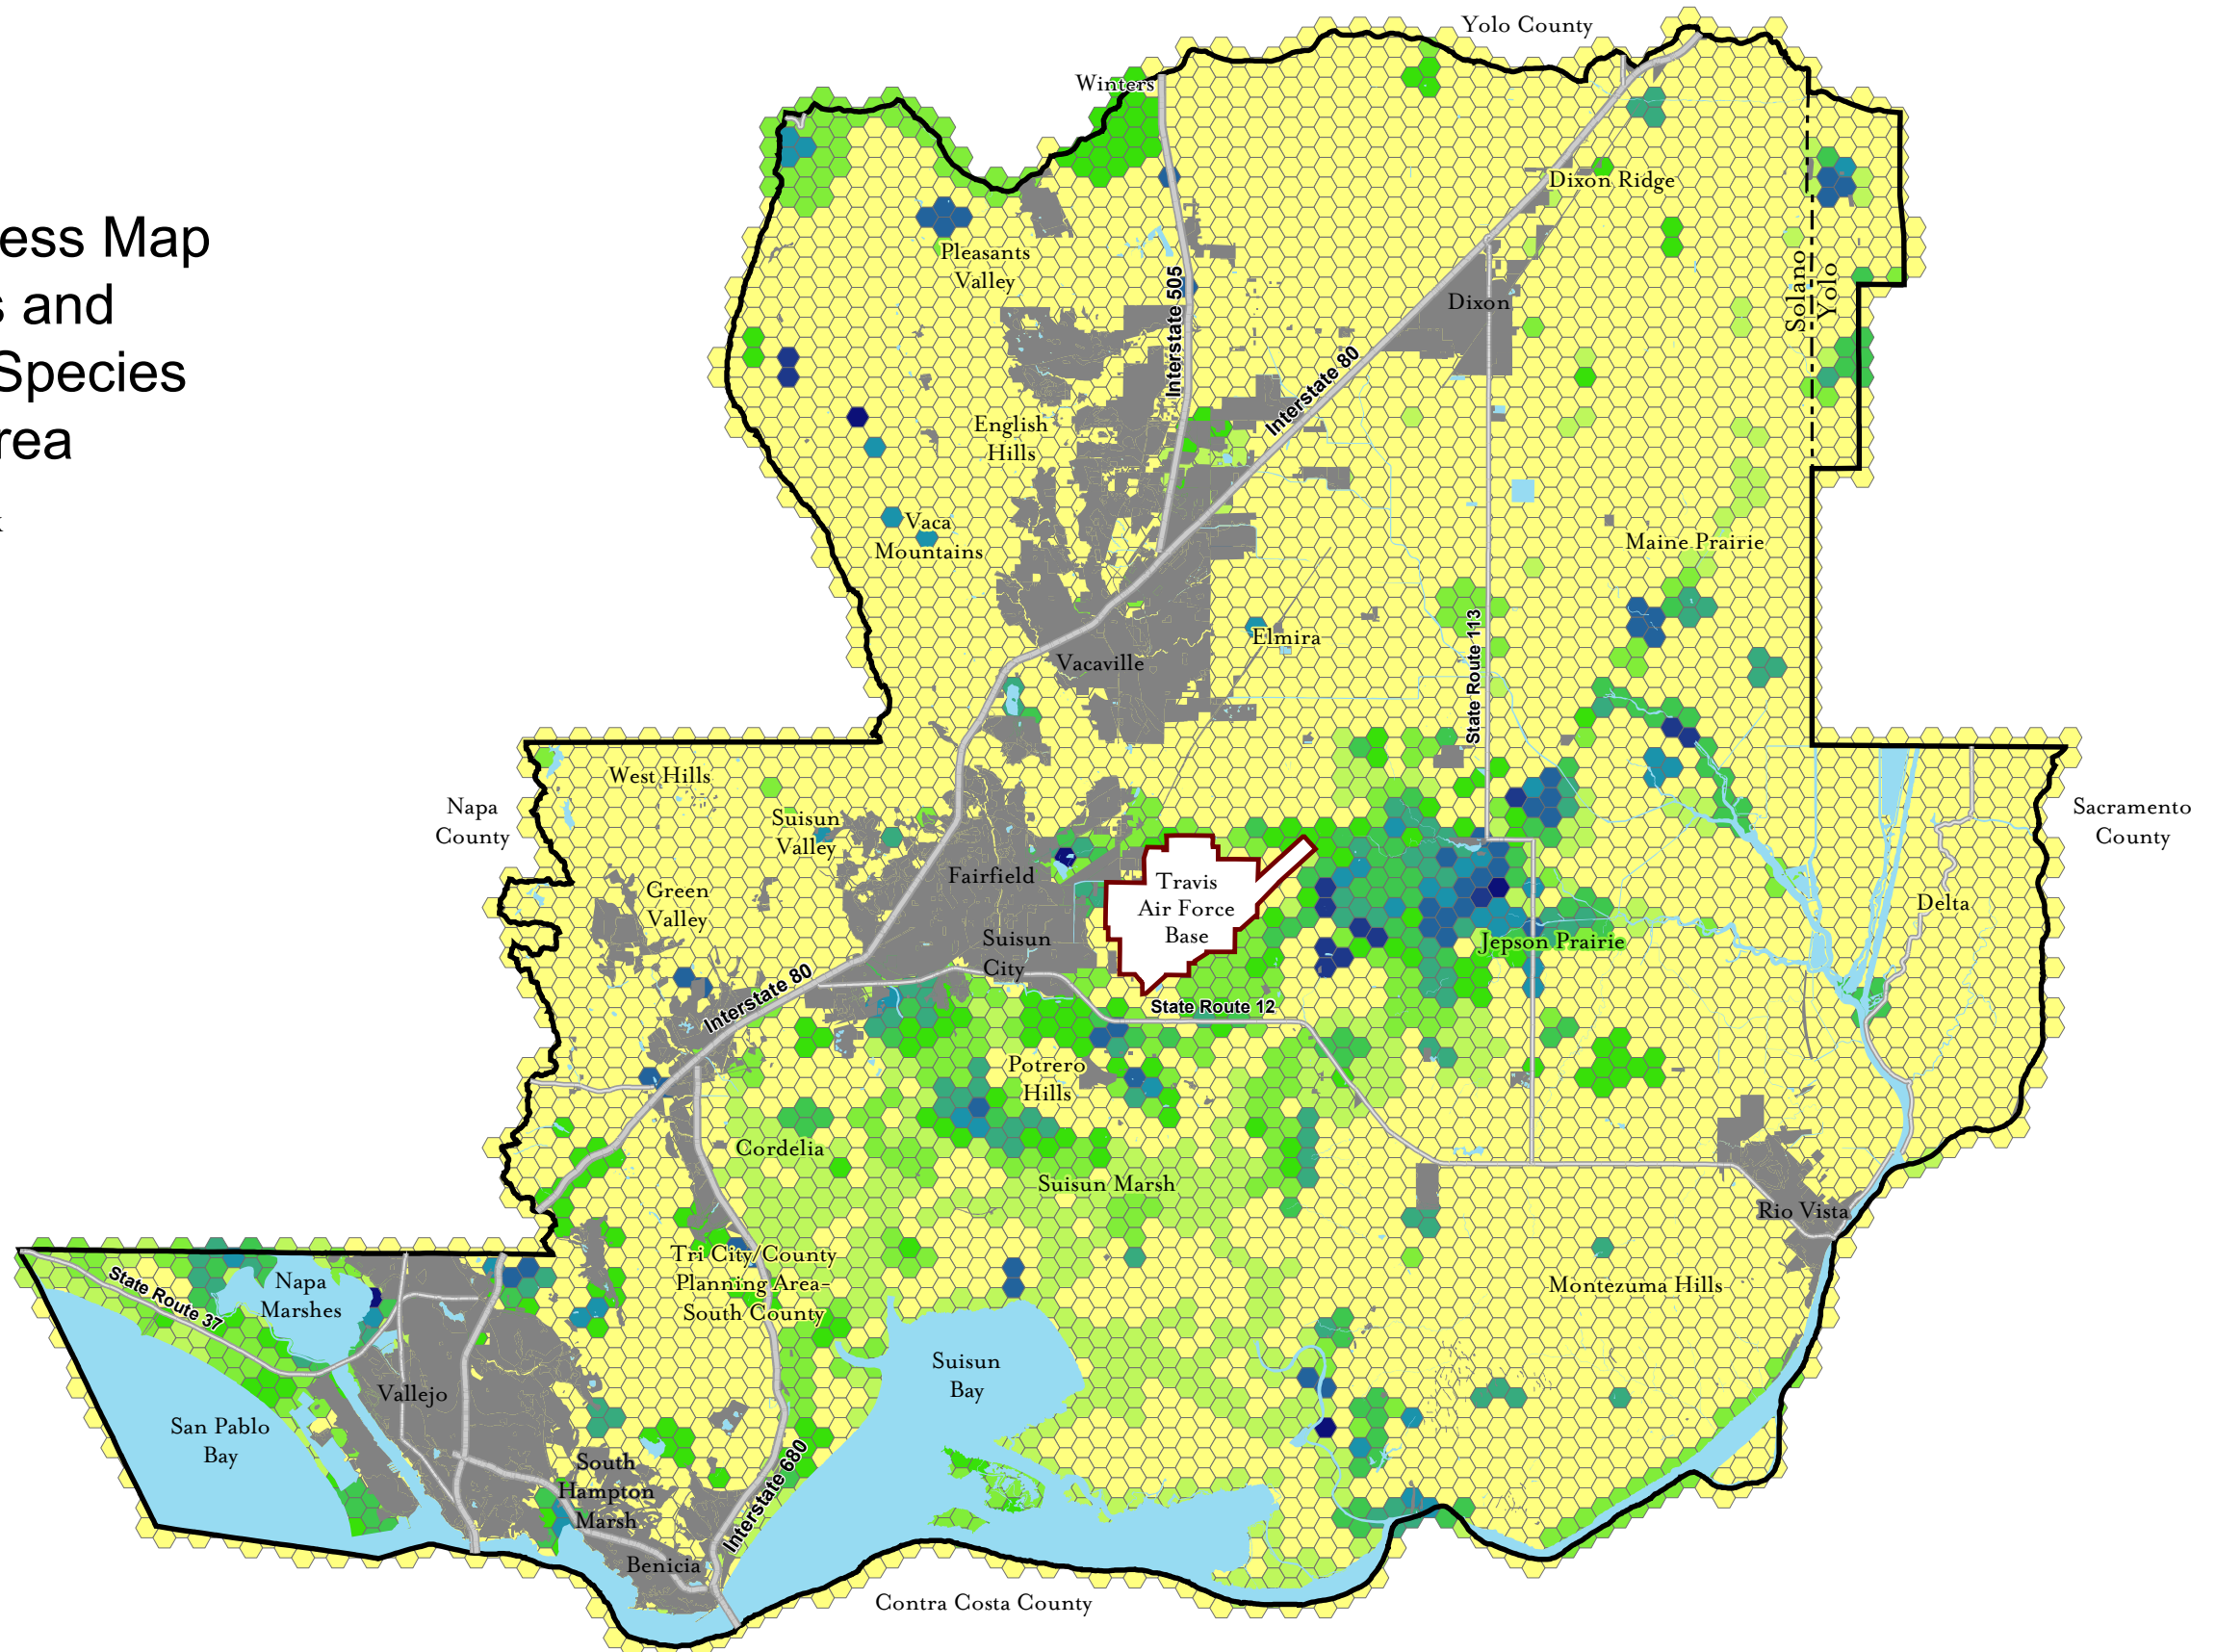 ess Map
s and
Species
rea
Yolo County
Winters
Dixon Ridge
Pleasants
Valley
Interstate 505
Dixon
Solano
Yolo
Interstate 80
English
Hills
Vaca
Mountains
Maine Prairie
Elmira
State Route 113
Vacaville
West Hills
Napa
County
Suisun
Valley
Sacramento
County
Fairfield
Travis
Air Force
Base
Green
Valley
Delta
Suisun
City
Jepson Prairie
Interstate 80
State Route 12
Potrero
Hills
Cordelia
Suisun Marsh
Rio Vista
Tri City/County
Planning Area-
South County
Napa
Marshes
State Route 37
Montezuma Hills
Suisun
Bay
Vallejo
San Pablo
Bay
South
Hampton
Marsh
Interstate 680
Benicia
Contra Costa County